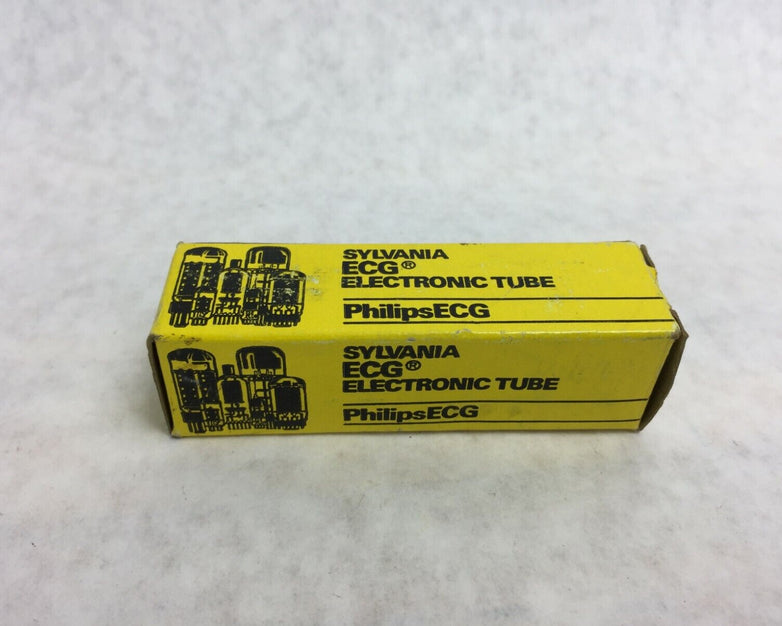 SYLVANIA
ECG®
ELECTRONIC TUBE
PhilipsECG
SYLVANIA
ECG®
ELECTRONIC TUBE
PhilipsECG